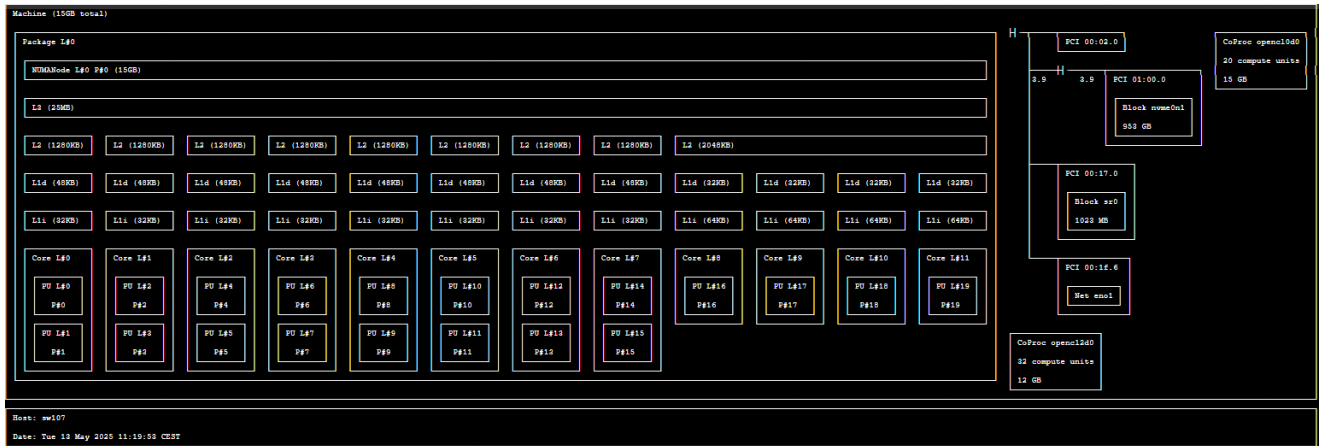 Machine (15GB total)
Package L#0
NUMANode L#0 P#0 (15GB)
L3 (25MB)
L2 (1280KB) L2 (1280KB) L2 (1280KB) L2 (1280KB) L2 (1280KB) L2 (1280KB) L2 (1280KB) L2 (1280KB) L2 (2048KB)
L1d (48KB) L1d (48KB) L1d (48KB) L1d (48KB) L1d (48KB) L1d (48KB) L1d (48KB) L1d (48KB) L1d (32KB) L1d (32KB) L1d (32KB) L1d (32KB)
L1i (32KB) L1i (32KB) L1i (32KB) L1i (32KB) L1i (32KB) L1i (32KB) L1i (32KB) L1i (32KB) L1i (64KB) L1i (64KB) L1i (64KB) L1i (64KB)
Core L#0 Core L#1 Core L#2 Core L#3 Core L#4 Core L#5 Core L#6 Core L#7 Core L#8 Core L#9 Core L#10 Core L#11
PU L#0 PU L#2 PU L#4 PU L#6 PU L#8 PU L#10 PU L#12 PU L#14 PU L#16 PU L#17 PU L#18 PU L#19
P#0 P#2 P#4 P#6 P#8 P#10 P#12 P#14 P#16 P#17 P#18 P#19
PU L#1 PU L#3 PU L#5 PU L#7 PU L#9 PU L#11 PU L#13 PU L#15
P#1 P#3 P#5 P#7 P#9 P#11 P#13 P#15
PCI 00:02.0
3.9 3.9 PCI 01:00.0
Block nvme0n1
953 GB
PCI 00:17.0
Block sr0
1023 MB
PCI 00:1f.6
Net eno1
CoProc opencl0d0
20 compute units
15 GB
CoProc opencl2d0
32 compute units
12 GB
Host: sw107
Date: Tue 13 May 2025 11:19:53 CEST